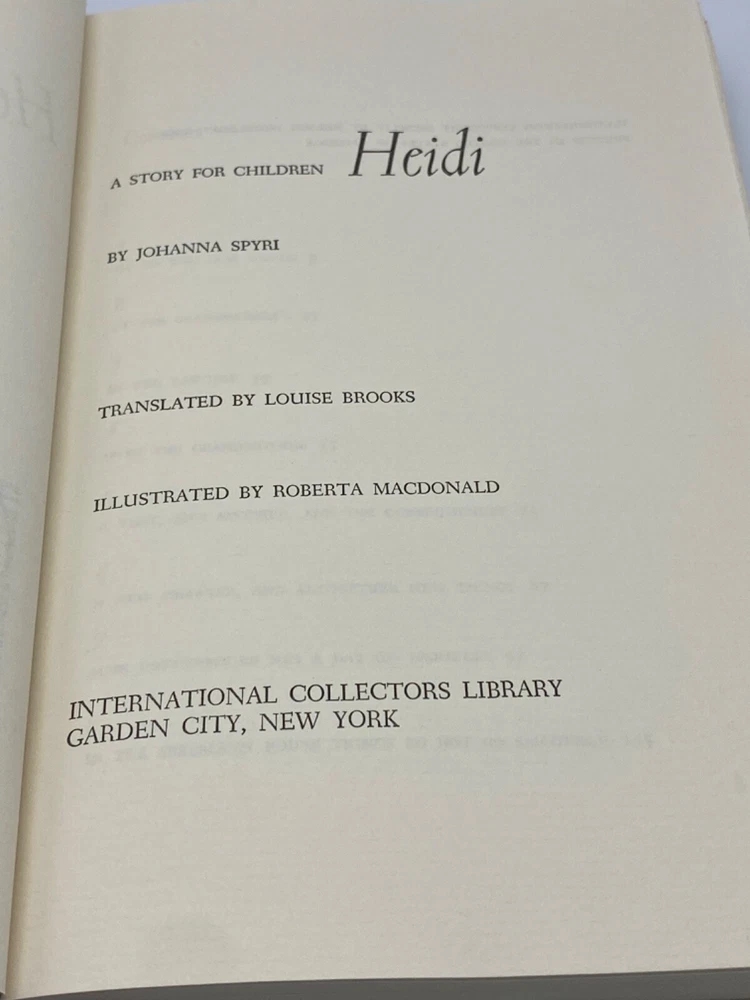 A STORY FOR CHILDREN Heidi
BY JOHANNA SPYRI
TRANSLATED BY LOUISE BROOKS
ILLUSTRATED BY ROBERTA MACDONALD
INTERNATIONAL COLLECTORS LIBRARY
GARDEN CITY, NEW YORK